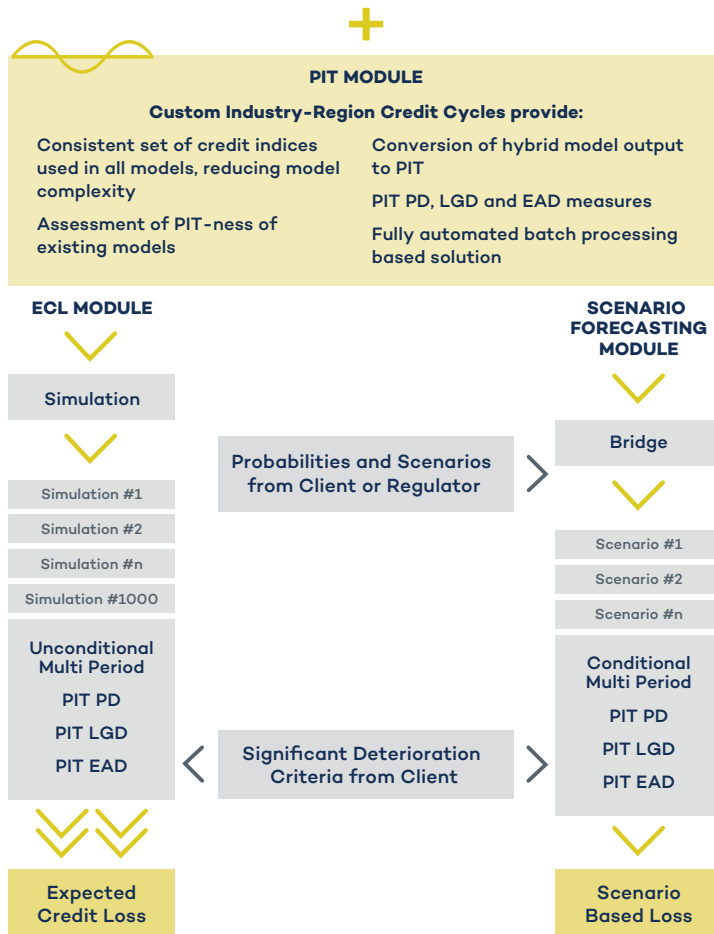 PIT MODULE
Custom Industry-Region Credit Cycles provide:
Consistent set of credit indices
used in all models, reducing model
complexity
Assessment of PIT-ness of
existing models
Conversion of hybrid model output
to PIT
PIT PD, LGD and EAD measures
Fully automated batch processing
based solution
ECL MODULE
Simulation
Simulation #1
Simulation #2
Simulation #n
Simulation #1000
Unconditional
Multi Period
PIT PD
PIT LGD
PIT EAD
Expected
Credit Loss
Probabilities and Scenarios
from Client or Regulator
Significant Deterioration
Criteria from Client
SCENARIO
FORECASTING
MODULE
Bridge
Scenario #1
Scenario #2
Scenario #n
Conditional
Multi Period
PIT PD
PIT LGD
PIT EAD
Scenario
Based Loss